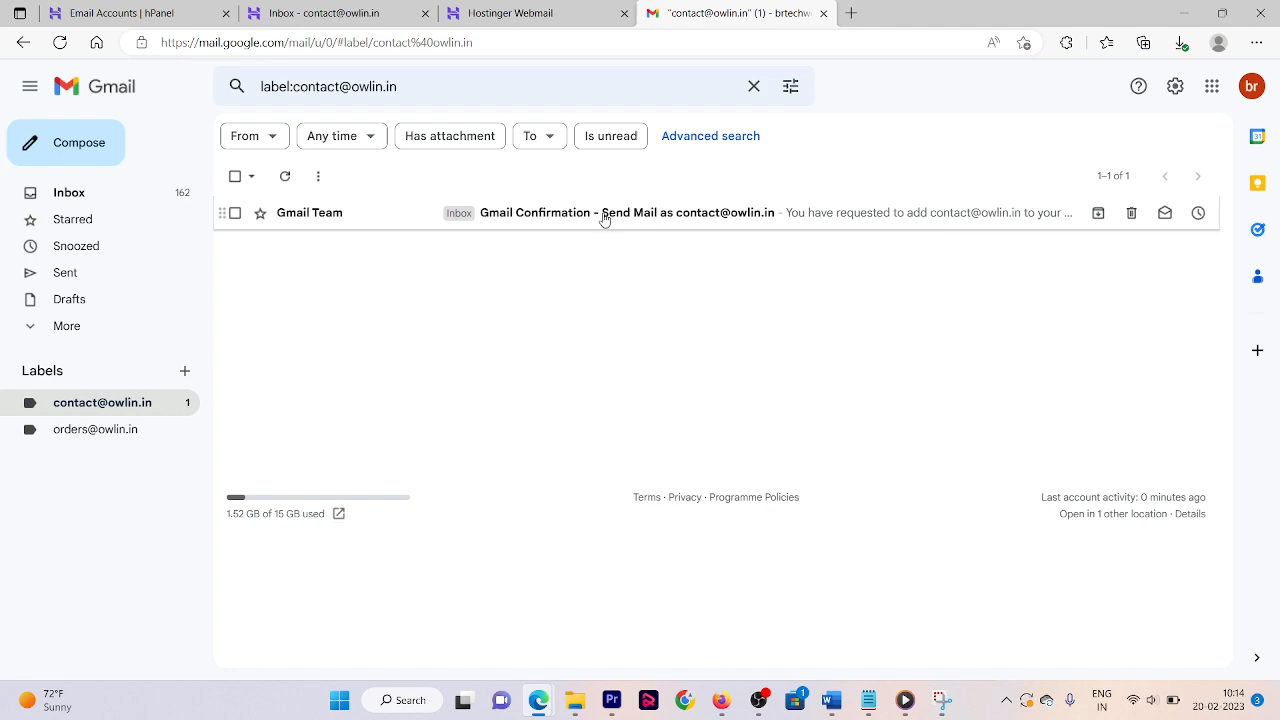 Email Accounts | hPanel
Inbox - contact@owlin.in
Hostinger Webmail
"contact@owlin.in" (1) - brtechw
https://mail.google.com/mail/u/0/#label/contact%40owlin.in
Gmail
label:contact@owlin.in
br
Compose
From
Any time
Has attachment
To
Is unread
Advanced search
1–1 of 1
Inbox 162
Starred
Snoozed
Sent
Drafts
More
Labels
contact@owlin.in 1
orders@owlin.in
Gmail Team
Inbox
Gmail Confirmation - Send Mail as contact@owlin.in - You have requested to add contact@owlin.in to your ...
31
1.52 GB of 15 GB used
Terms · Privacy · Programme Policies
Last account activity: 0 minutes ago
Open in 1 other location · Details
72°F
Sunny
Search
Pr
1
W
ENG
IN
10:14
20-02-2023
3